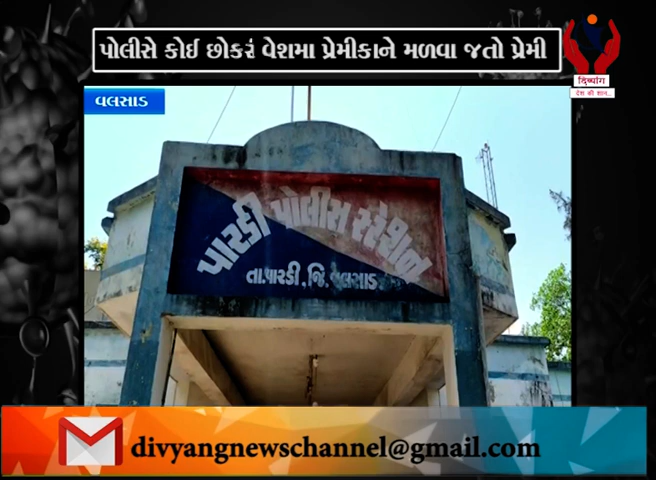 પોલીસે કોઈ છોકરા વેશમા પ્રેમીકાને મળવા જતો પ્રેમી
दिव्यांग
देश की शान..
વલસાડ
પારડી પોલીસ સ્ટેશન
તા.પારડી, જિ.વલસાડ
divyangnewschannel@gmail.com